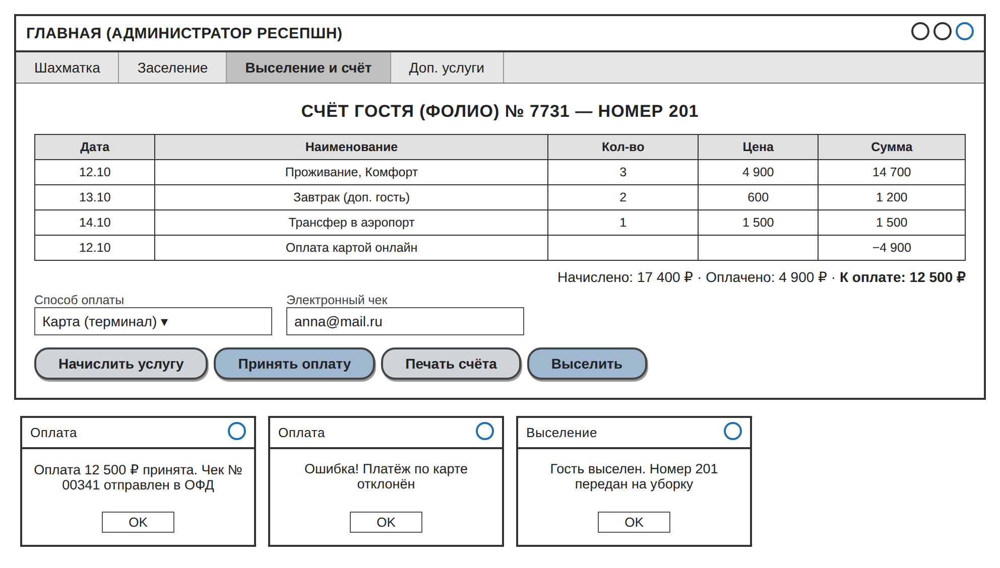 ГЛАВНАЯ (АДМИНИСТРАТОР РЕСЕПШН)
Шахматка Заселение Выселение и счёт Доп. услуги
СЧЁТ ГОСТЯ (ФОЛИО) № 7731 — НОМЕР 201
Дата Наименование Кол-во Цена Сумма
12.10 Проживание, Комфорт 3 4 900 14 700
13.10 Завтрак (доп. гость) 2 600 1 200
14.10 Трансфер в аэропорт 1 1 500 1 500
12.10 Оплата картой онлайн −4 900
Начислено: 17 400 ₽ · Оплачено: 4 900 ₽ · К оплате: 12 500 ₽
Способ оплаты Электронный чек
Карта (терминал) ▾ anna@mail.ru
Начислить услугу Принять оплату Печать счёта Выселить
Оплата
Оплата 12 500 ₽ принята. Чек №
00341 отправлен в ОФД
OK
Оплата
Ошибка! Платёж по карте
отклонён
OK
Выселение
Гость выселен. Номер 201
передан на уборку
OK